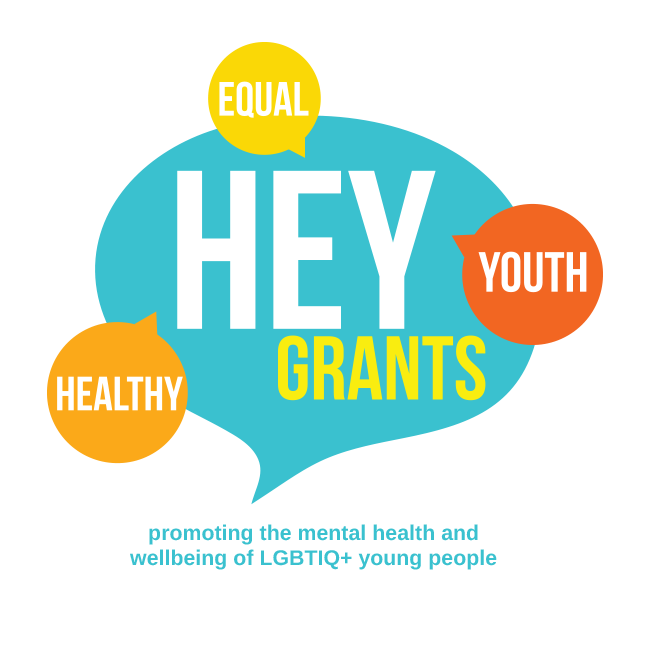 EQUAL
HEY
YOUTH
GRANTS
HEALTHY
promoting the mental health and
wellbeing of LGBTIQ+ young people